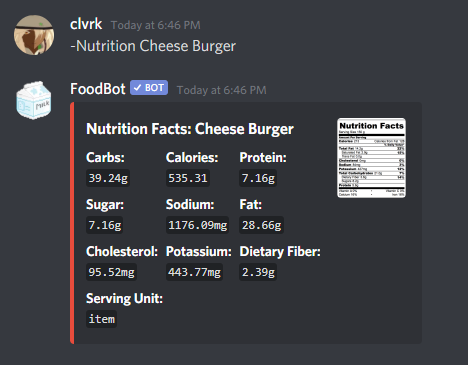 clvrk Today at 6:46 PM
-Nutrition Cheese Burger
MILK
FoodBot BOT Today at 6:46 PM
Nutrition Facts: Cheese Burger
Nutrition Facts
Carbs: Calories: Protein:
39.24g 535.31 7.16g
Sugar: Sodium: Fat:
7.16g 1176.09mg 28.66g
Cholesterol: Potassium: Dietary Fiber:
95.52mg 443.77mg 2.39g
Serving Unit:
item